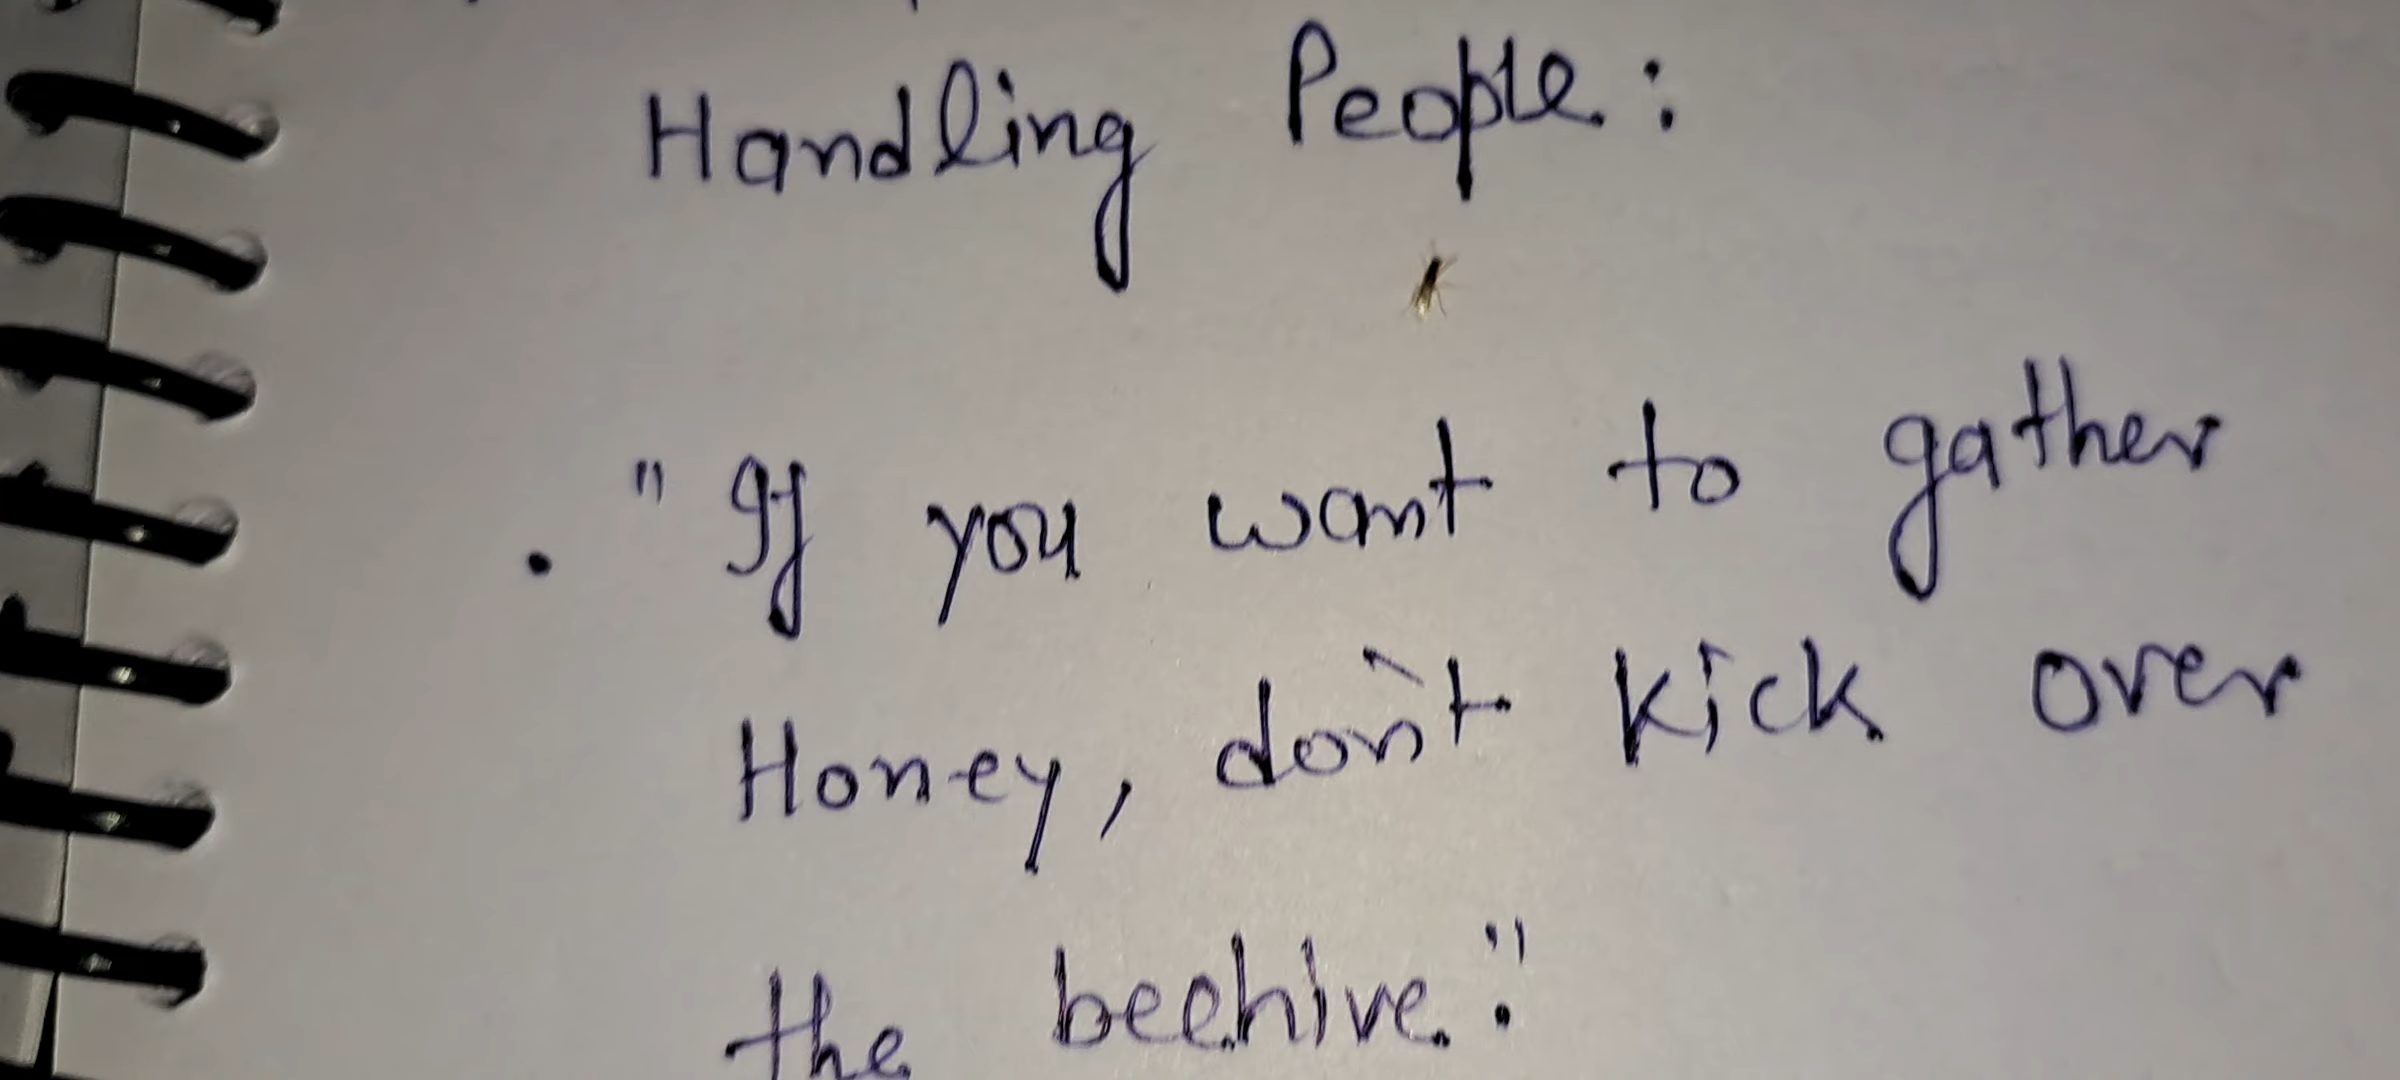 Handling People:
. "If you want to gather
Honey, don't kick over
the beehive."